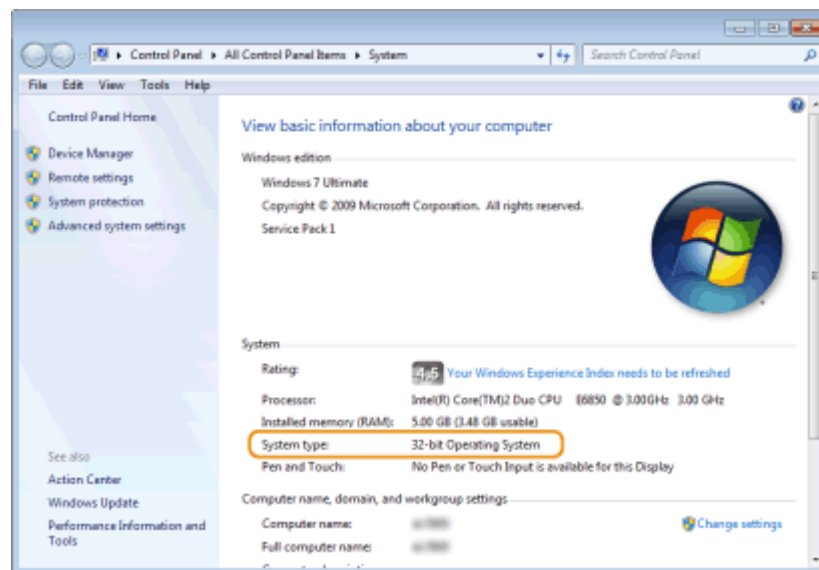 Control Panel ▸ All Control Panel Items ▸ System
Search Control Panel
File Edit View Tools Help
Control Panel Home
Device Manager
Remote settings
System protection
Advanced system settings
See also
Action Center
Windows Update
Performance Information and
Tools
View basic information about your computer
Windows edition
Windows 7 Ultimate
Copyright © 2009 Microsoft Corporation. All rights reserved.
Service Pack 1
System
Rating:
4,5 Your Windows Experience Index needs to be refreshed
Processor: Intel(R) Core(TM)2 Duo CPU E6850 @ 3.00GHz 3.00 GHz
Installed memory (RAM): 5.00 GB (3.48 GB usable)
System type: 32-bit Operating System
Pen and Touch: No Pen or Touch Input is available for this Display
Computer name, domain, and workgroup settings
Computer name:
Change settings
Full computer name: